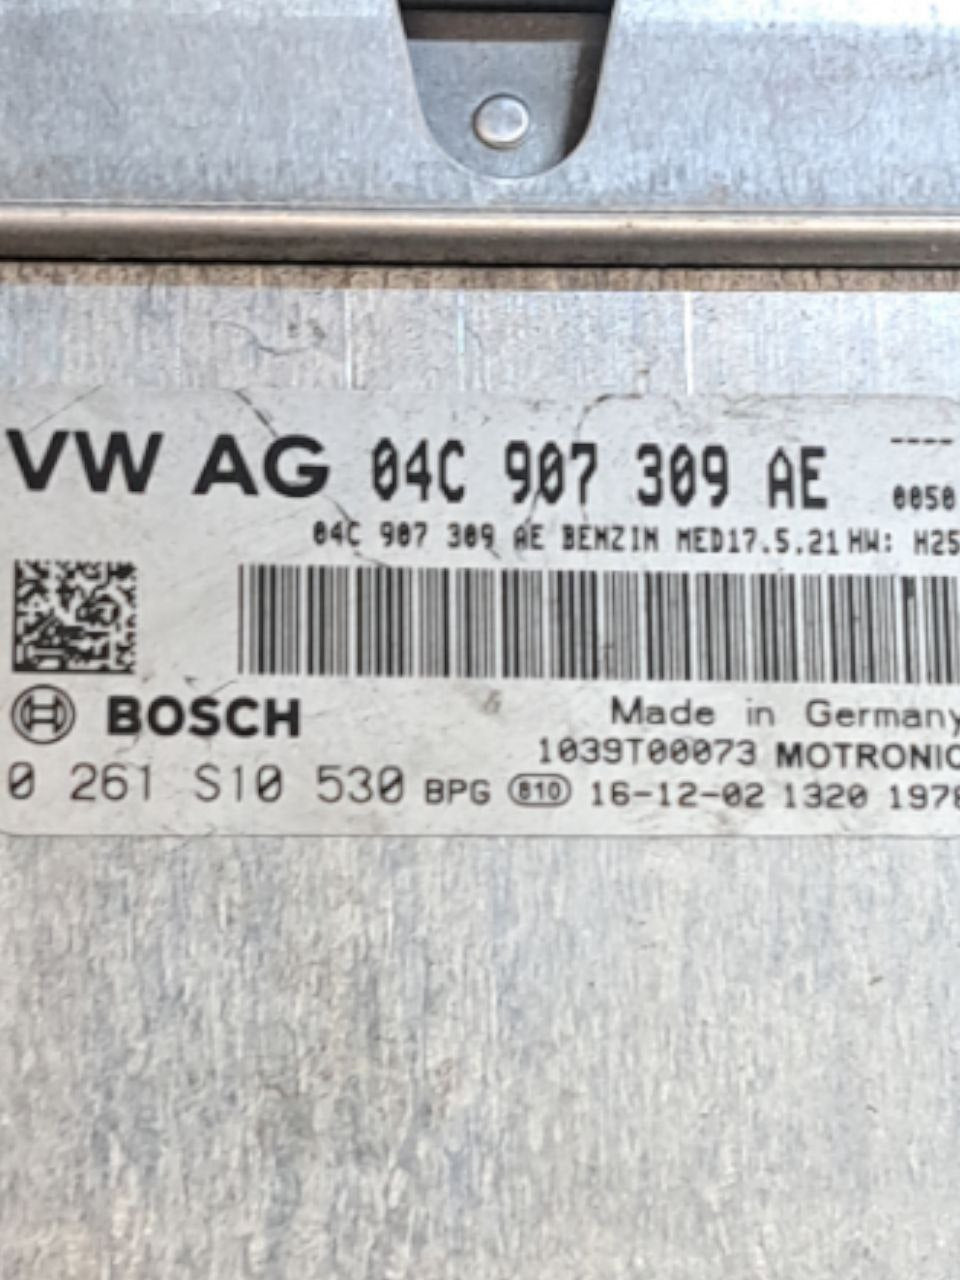 VW AG 04C 907 309 AE ----
0050
04C 907 309 AE BENZIN MED17.5.21 HW: H25
BOSCH
Made in Germany
1039T00073 MOTRONIC
0 261 S10 530 BPG 810 16-12-02 1320 1978